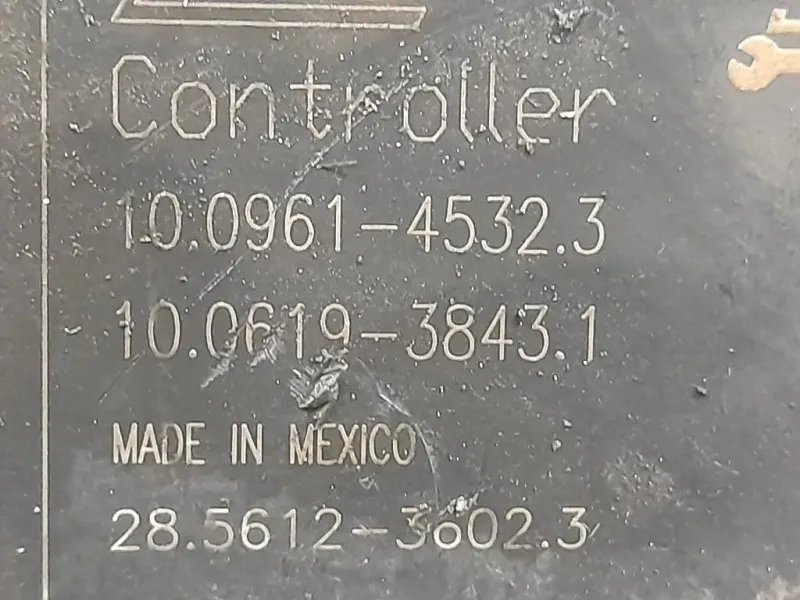 Controller
10.0961-4532.3
10.0619-3843.1
MADE IN MEXICO
28.5612-3602.3